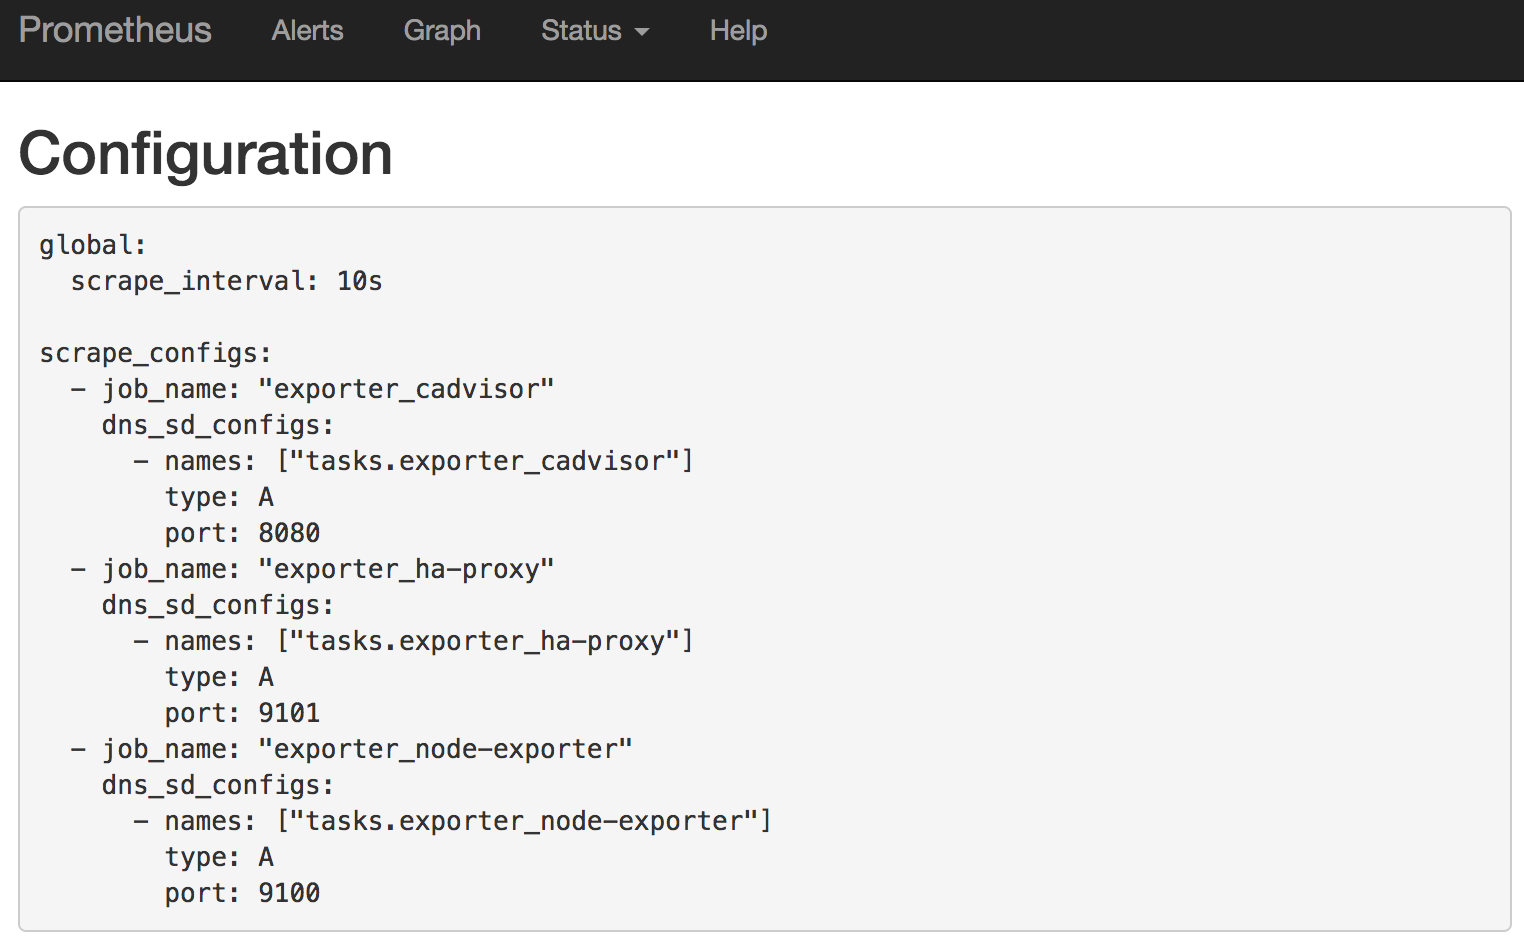 Prometheus Alerts Graph Status Help
Configuration
global:
  scrape_interval: 10s

scrape_configs:
  - job_name: "exporter_cadvisor"
    dns_sd_configs:
      - names: ["tasks.exporter_cadvisor"]
        type: A
        port: 8080
  - job_name: "exporter_ha-proxy"
    dns_sd_configs:
      - names: ["tasks.exporter_ha-proxy"]
        type: A
        port: 9101
  - job_name: "exporter_node-exporter"
    dns_sd_configs:
      - names: ["tasks.exporter_node-exporter"]
        type: A
        port: 9100